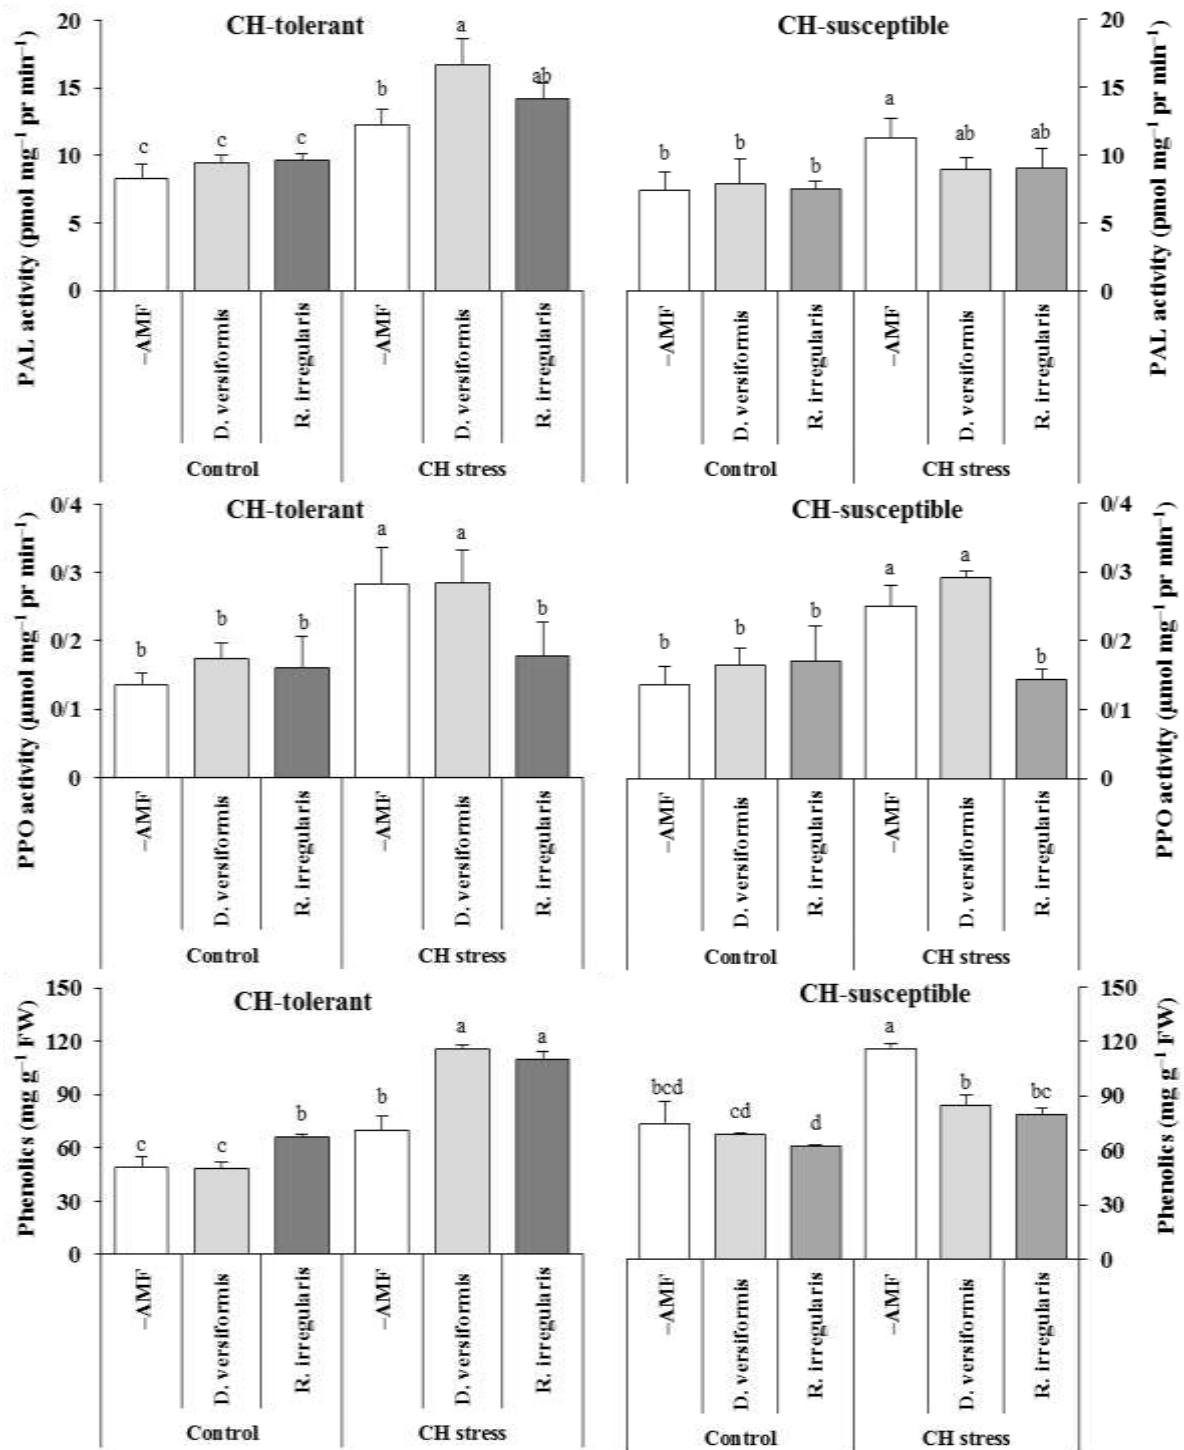 CH-tolerant
PAL activity (pmol mg⁻¹ pr min⁻¹)
20
15
10
5
0
c
c
c
b
a
ab
–AMF
D. versiformis
R. irregularis
–AMF
D. versiformis
R. irregularis
Control
CH stress
CH-susceptible
PAL activity (pmol mg⁻¹ pr min⁻¹)
20
15
10
5
0
b
b
b
a
ab
ab
–AMF
D. versiformis
R. irregularis
–AMF
D. versiformis
R. irregularis
Control
CH stress
CH-tolerant
PPO activity (µmol mg⁻¹ pr min⁻¹)
0/4
0/3
0/2
0/1
0
b
b
b
a
a
b
–AMF
D. versiformis
R. irregularis
–AMF
D. versiformis
R. irregularis
Control
CH stress
CH-susceptible
PPO activity (µmol mg⁻¹ pr min⁻¹)
0/4
0/3
0/2
0/1
0
b
b
b
a
a
b
–AMF
D. versiformis
R. irregularis
–AMF
D. versiformis
R. irregularis
Control
CH stress
CH-tolerant
Phenolics (mg g⁻¹ FW)
150
120
90
60
30
0
c
c
b
b
a
a
–AMF
D. versiformis
R. irregularis
–AMF
D. versiformis
R. irregularis
Control
CH stress
CH-susceptible
Phenolics (mg g⁻¹ FW)
150
120
90
60
30
0
bcd
cd
d
a
b
bc
–AMF
D. versiformis
R. irregularis
–AMF
D. versiformis
R. irregularis
Control
CH stress